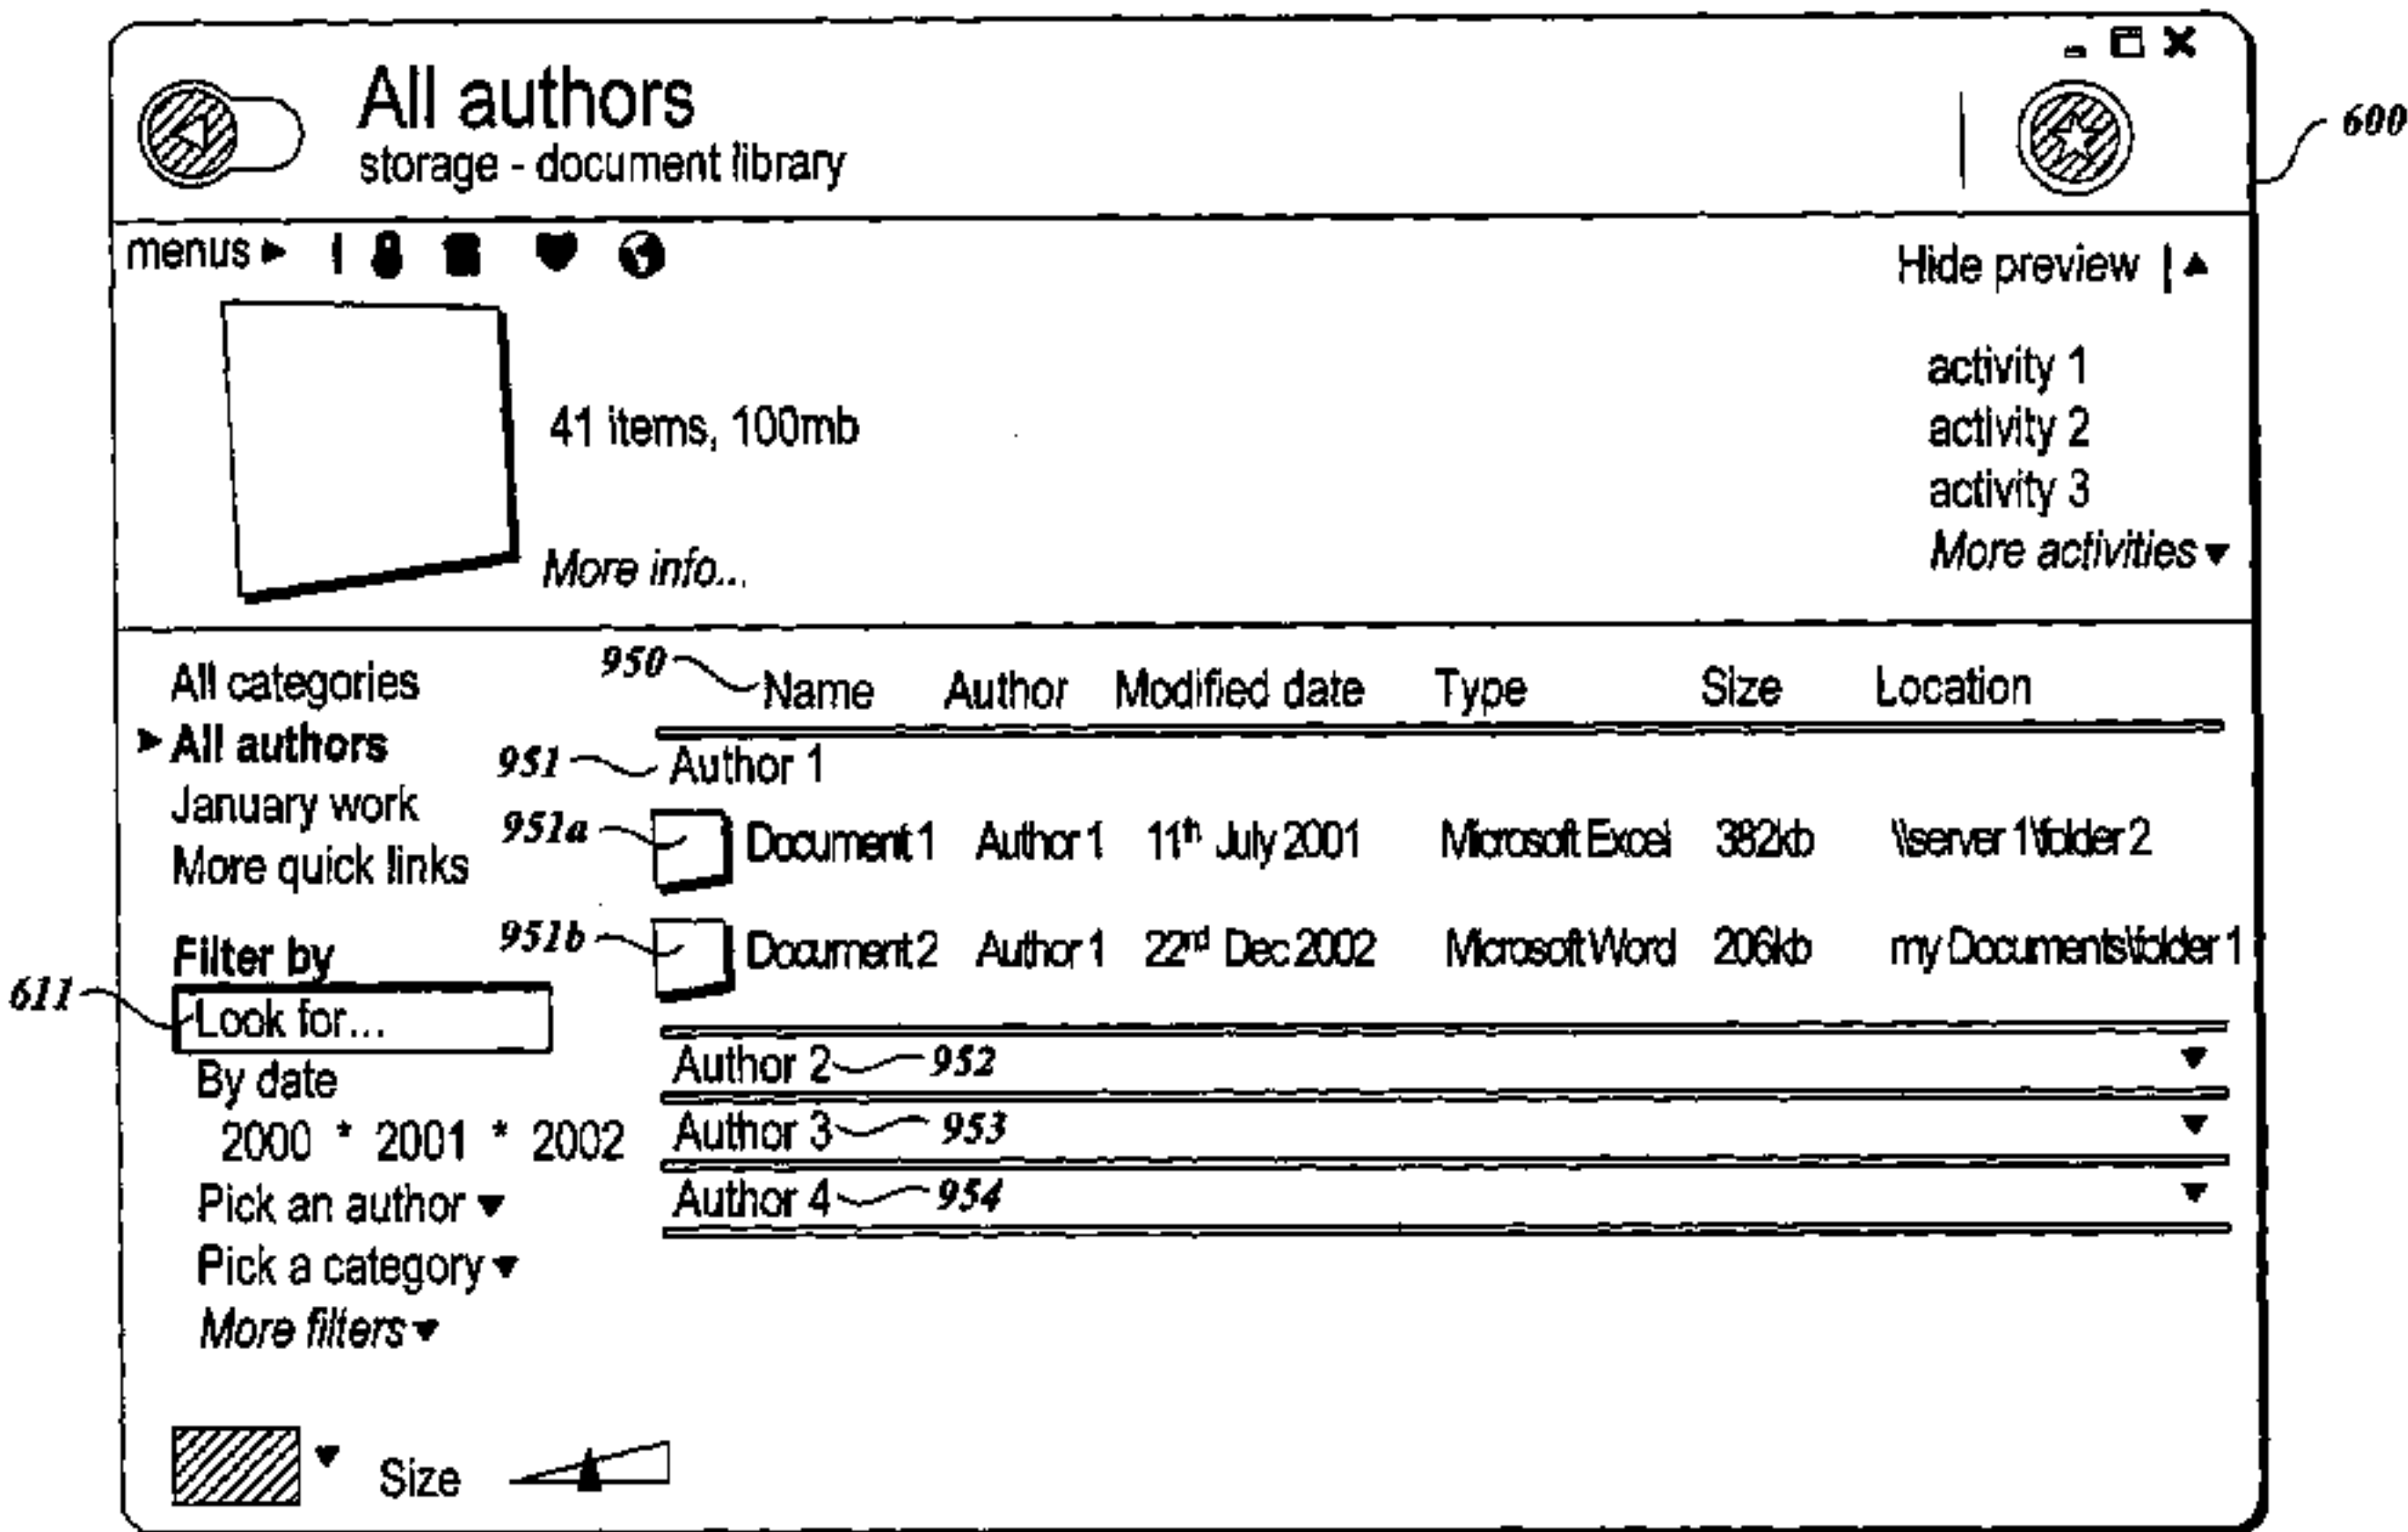 All authors
storage - document library
600
menus
Hide preview
41 items, 100mb
More info...
activity 1
activity 2
activity 3
More activities
All categories
All authors
January work
More quick links
Filter by
611
Look for...
By date
2000 * 2001 * 2002
Pick an author
Pick a category
More filters
Size
950 Name Author Modified date Type Size Location
951 Author 1
951a Document 1 Author 1 11th July 2001 Microsoft Excel 382kb \\server 1\folder 2
951b Document 2 Author 1 22nd Dec 2002 Microsoft Word 206kb my Documents\folder 1
Author 2 952
Author 3 953
Author 4 954